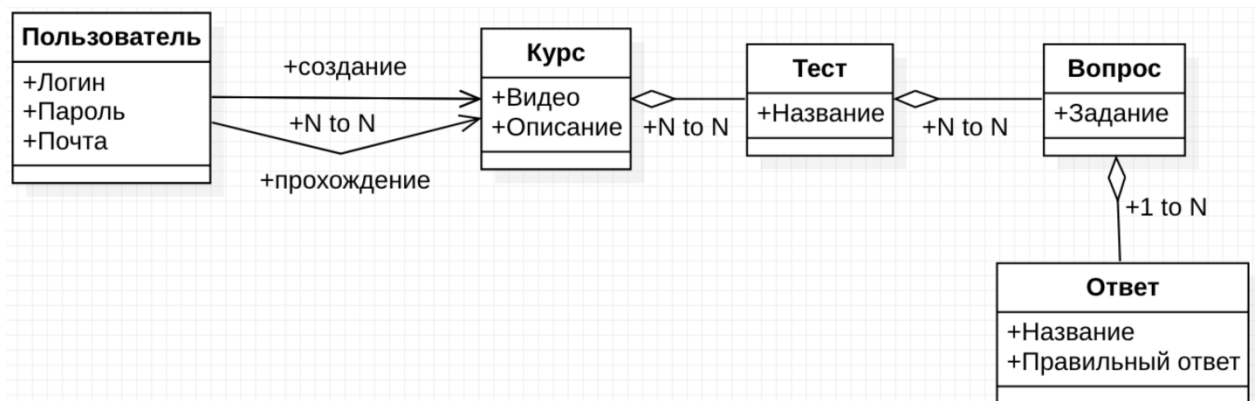 Пользователь
+Логин
+Пароль
+Почта
+создание
+N to N
+прохождение
Курс
+Видео
+Описание
+N to N
Тест
+Название
+N to N
Вопрос
+Задание
+1 to N
Ответ
+Название
+Правильный ответ